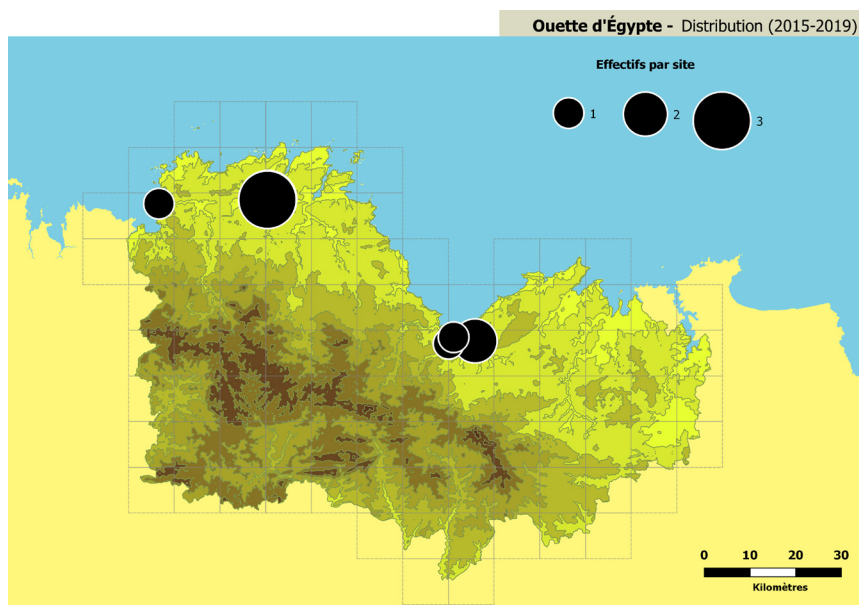 Ouette d'Égypte - Distribution (2015-2019)
Effectifs par site
1 2 3
0 10 20 30
Kilomètres